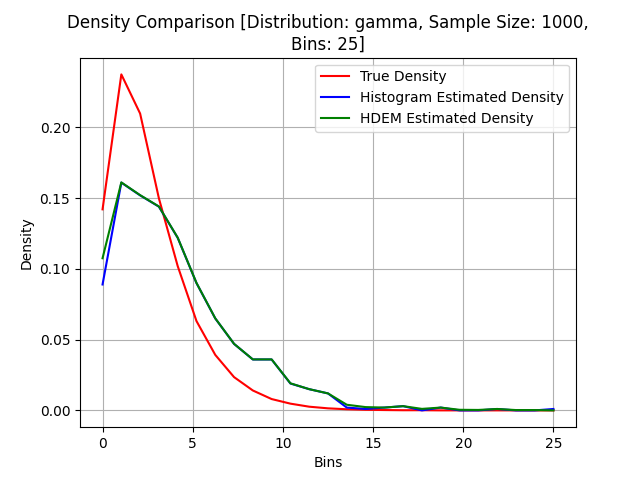 Density Comparison [Distribution: gamma, Sample Size: 1000,
Bins: 25]
True Density
Histogram Estimated Density
HDEM Estimated Density
Density
0.20
0.15
0.10
0.05
0.00
0 5 10 15 20 25
Bins